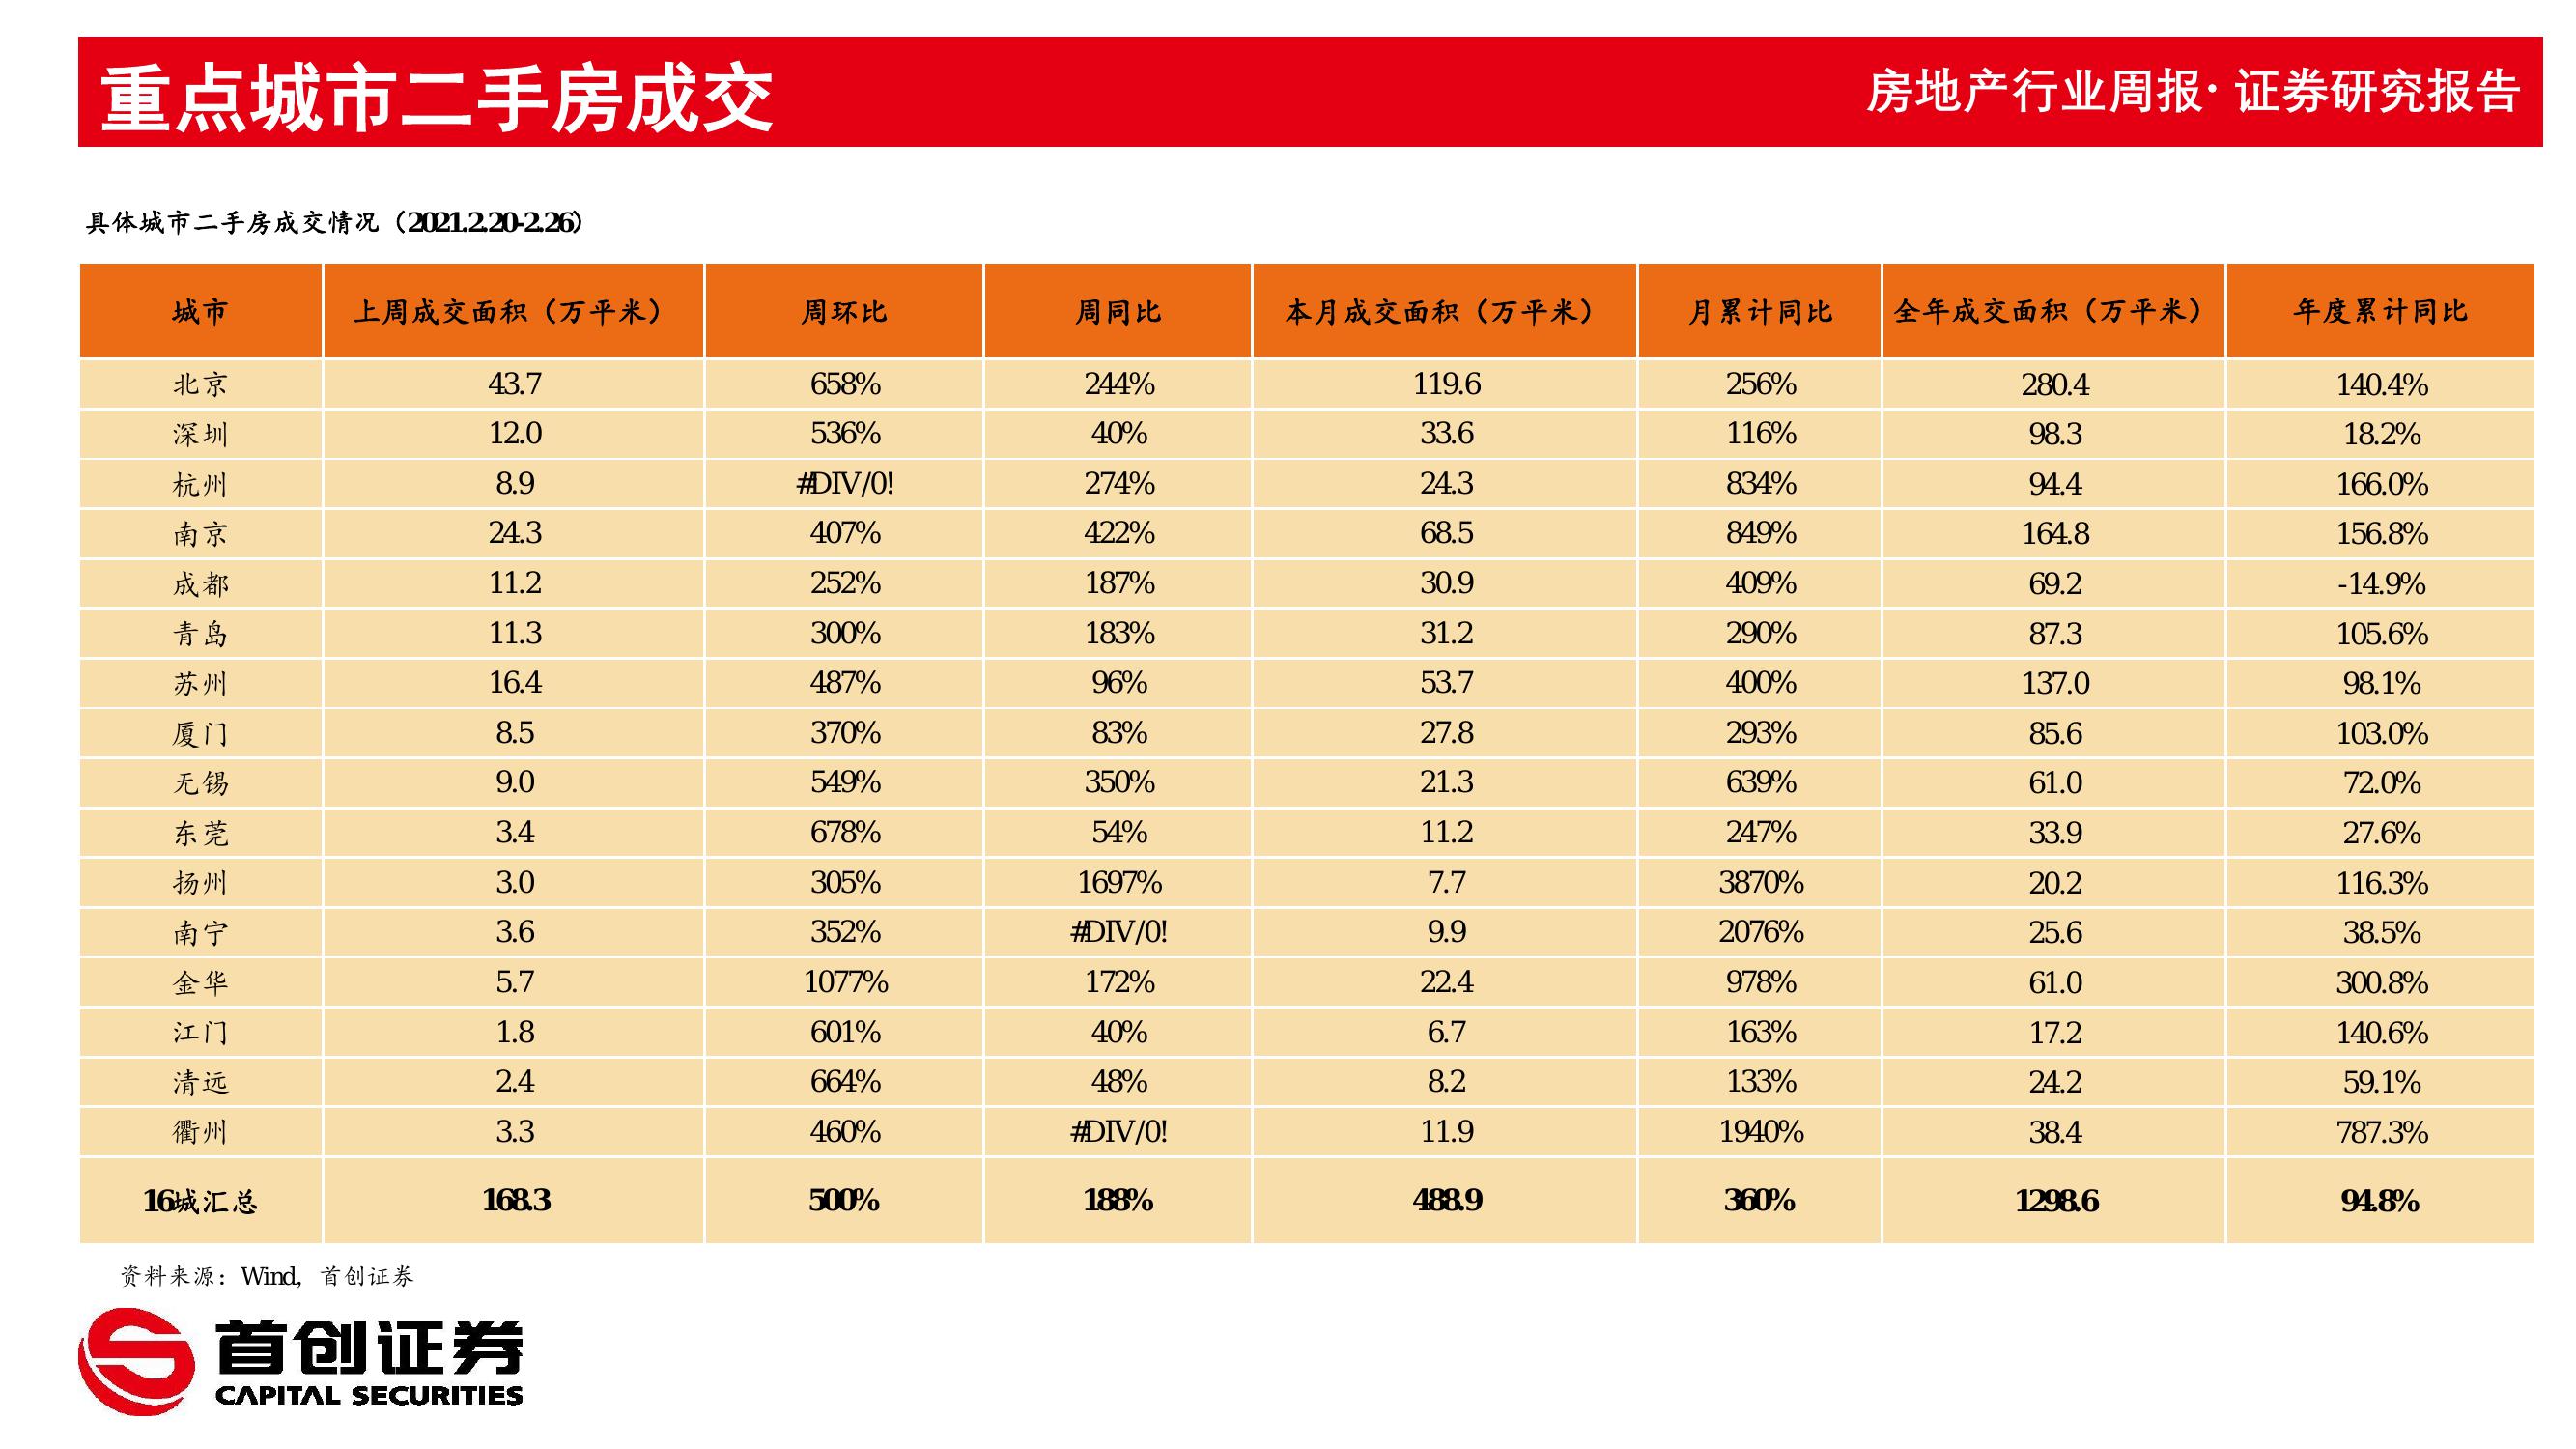 重点城市二手房成交
房地产行业周报· 证券研究报告
具体城市二手房成交情况（2021.2.20-2.26）
城市 上周成交面积（万平米） 周环比 周同比 本月成交面积（万平米） 月累计同比 全年成交面积（万平米） 年度累计同比
北京 43.7 658% 244% 119.6 256% 280.4 140.4%
深圳 12.0 536% 40% 33.6 116% 98.3 18.2%
杭州 8.9 #DIV/0! 274% 24.3 834% 94.4 166.0%
南京 24.3 407% 422% 68.5 849% 164.8 156.8%
成都 11.2 252% 187% 30.9 409% 69.2 -14.9%
青岛 11.3 300% 183% 31.2 290% 87.3 105.6%
苏州 16.4 487% 96% 53.7 400% 137.0 98.1%
厦门 8.5 370% 83% 27.8 293% 85.6 103.0%
无锡 9.0 549% 350% 21.3 639% 61.0 72.0%
东莞 3.4 678% 54% 11.2 247% 33.9 27.6%
扬州 3.0 305% 1697% 7.7 3870% 20.2 116.3%
南宁 3.6 352% #DIV/0! 9.9 2076% 25.6 38.5%
金华 5.7 1077% 172% 22.4 978% 61.0 300.8%
江门 1.8 601% 40% 6.7 163% 17.2 140.6%
清远 2.4 664% 48% 8.2 133% 24.2 59.1%
衢州 3.3 460% #DIV/0! 11.9 1940% 38.4 787.3%
16城汇总 168.3 500% 188% 488.9 360% 1298.6 94.8%
资料来源：Wind，首创证券
首创证券
CAPITAL SECURITIES